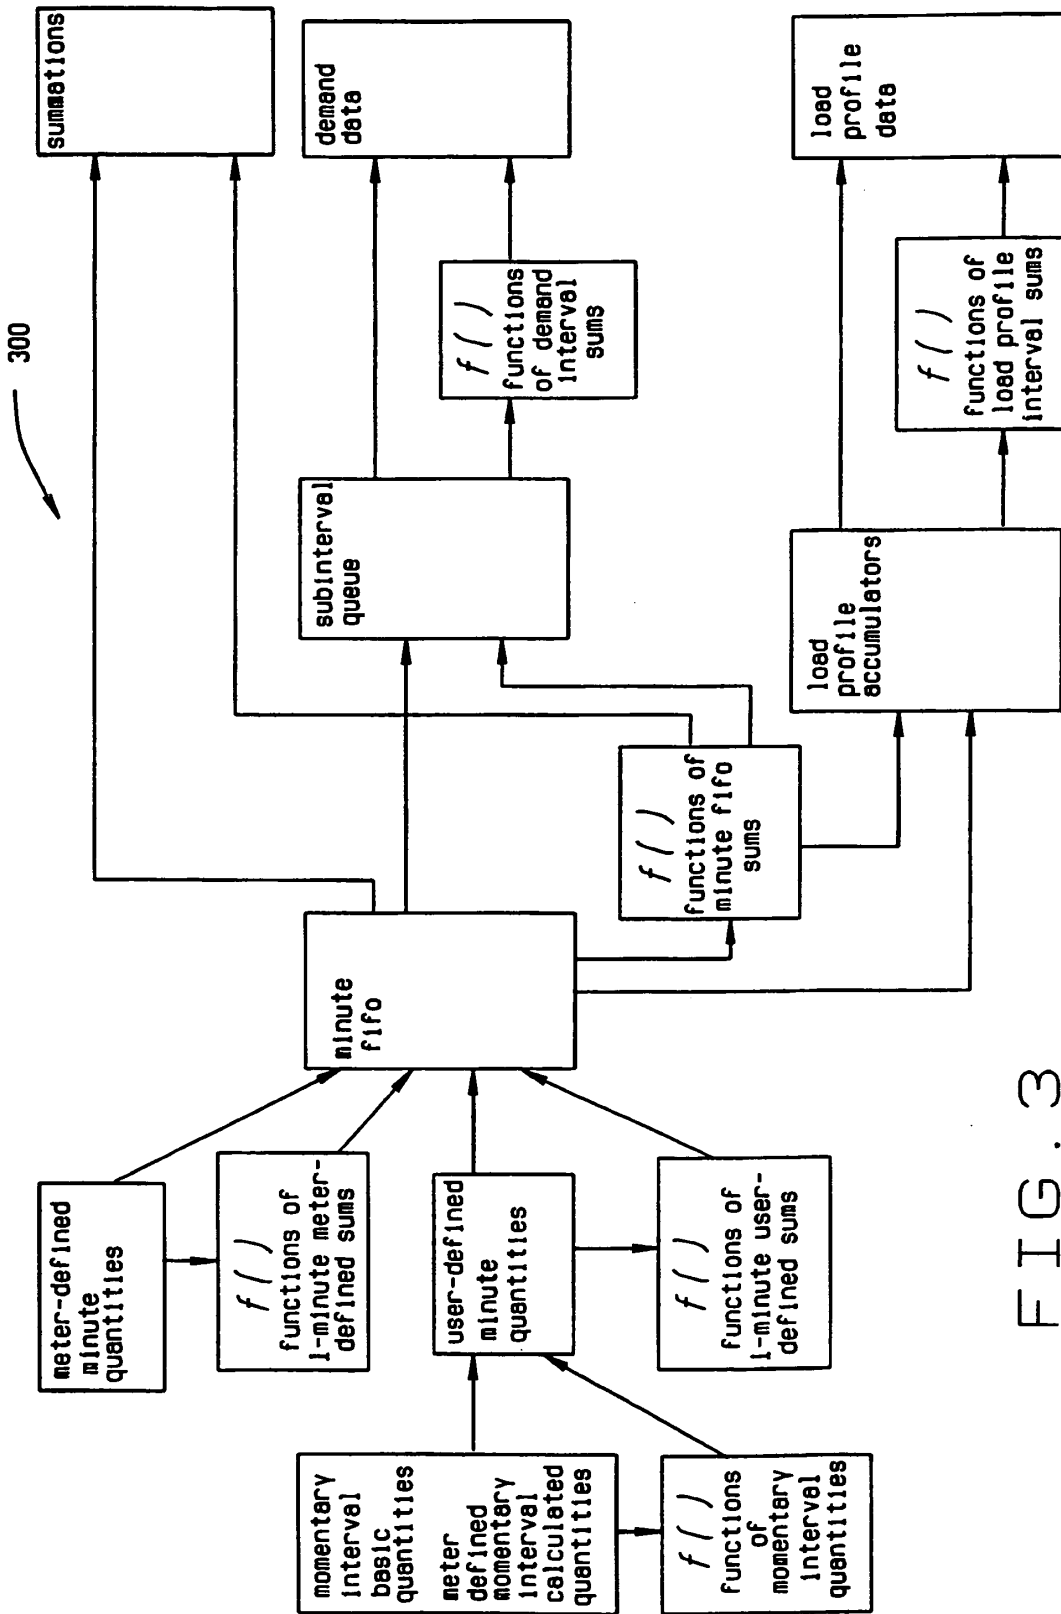 300
momentary
interval
basic
quantities
meter
defined
momentary
interval
calculated
quantities
f()
functions
of
momentary
interval
quantities
meter-defined
minute
quantities
f()
functions of
1-minute meter-
defined sums
user-defined
minute
quantities
f()
functions of
1-minute user-
defined sums
minute
fifo
f()
functions of
minute fifo
sums
subinterval
queue
load
profile
accumulators
f()
functions
of demand
interval
sums
f()
functions of
load profile
interval sums
summations
demand
data
load
profile
data
FIG. 3